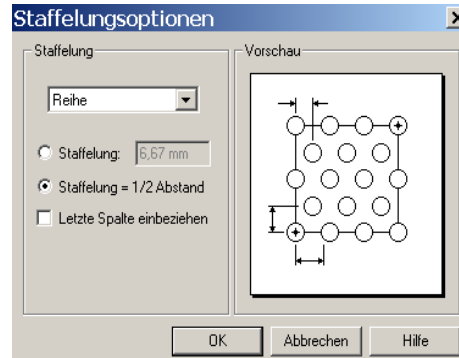 Staffelungsoptionen
Staffelung
Vorschau
Reihe
Staffelung: 6,67 mm
Staffelung = 1/2 Abstand
Letzte Spalte einbeziehen
OK Abbrechen Hilfe